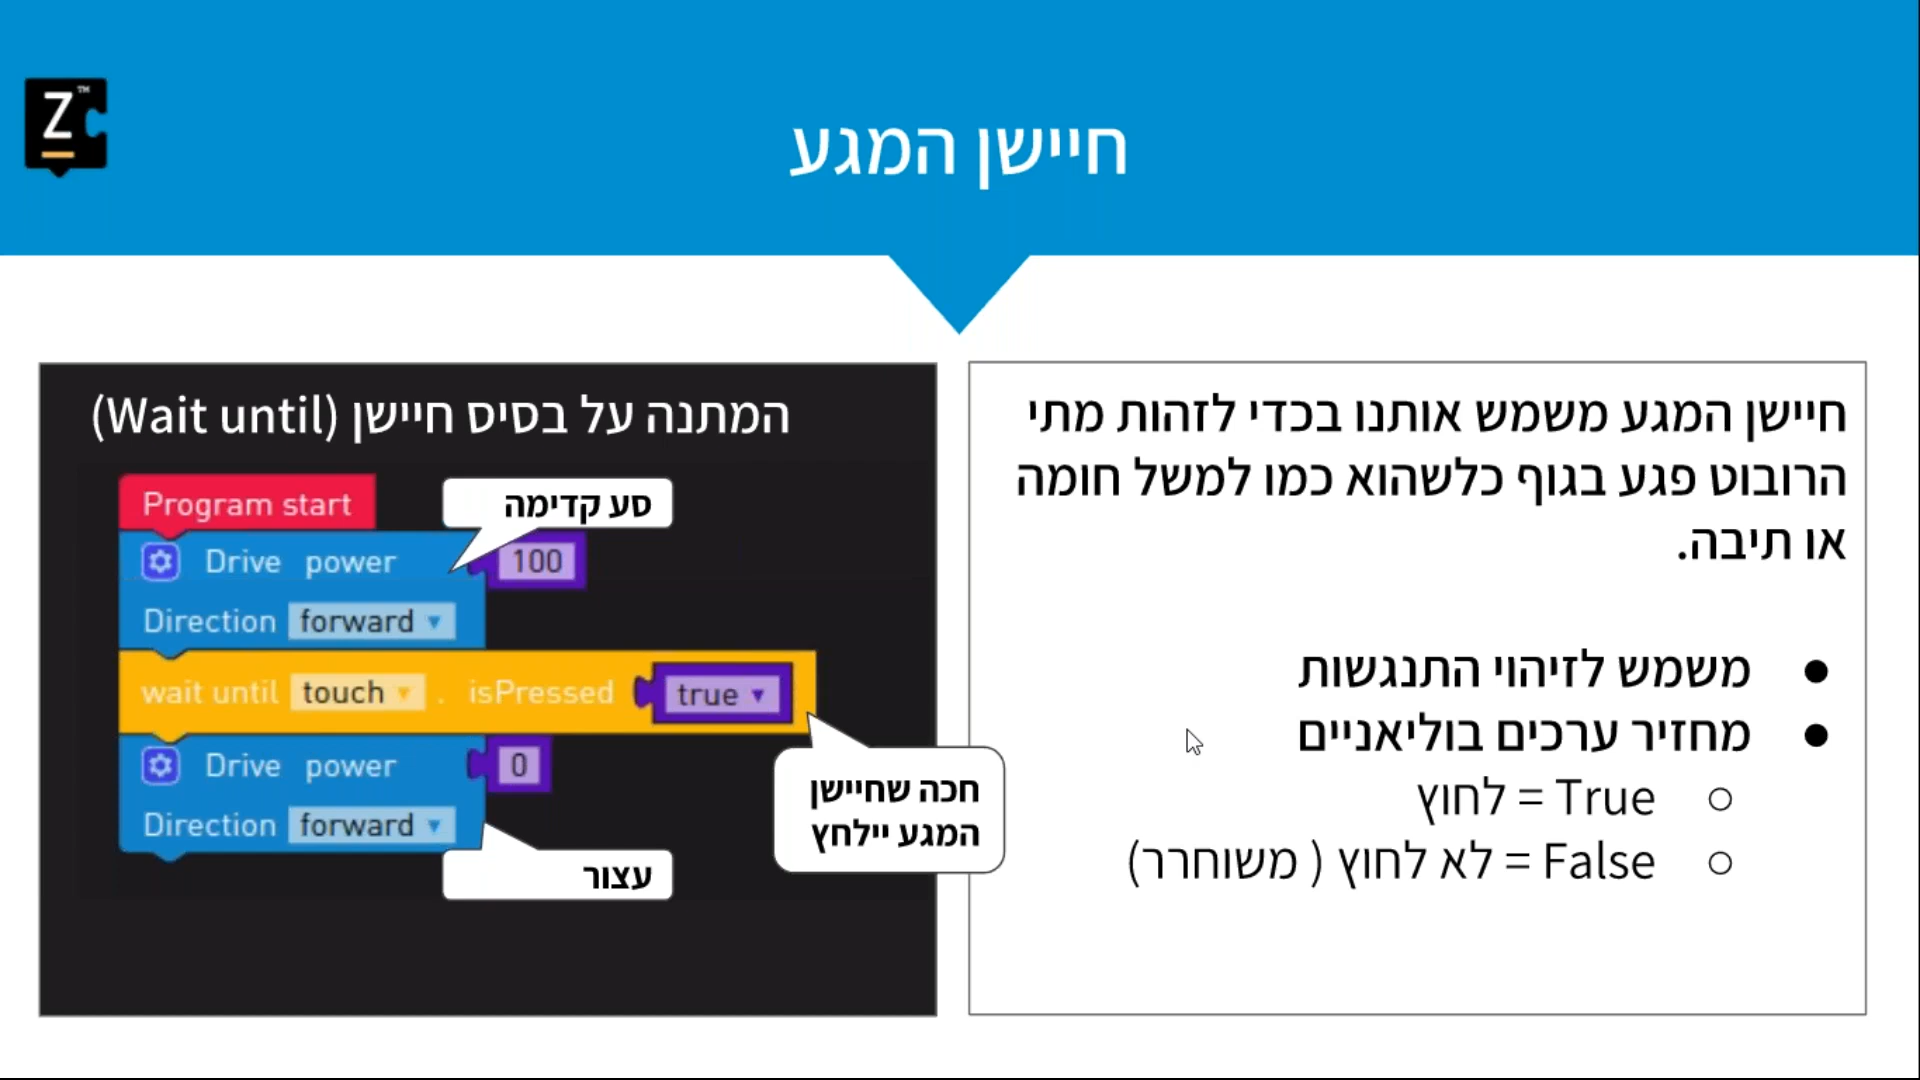 Z™
חיישן המגע
חיישן המגע משמש אותנו בכדי לזהות מתי
הרובוט פגע בגוף כלשהוא כמו למשל חומה
או תיבה.
● משמש לזיהוי התנגשות
● מחזיר ערכים בוליאניים
○ True = לחוץ
○ False = לא לחוץ ( משוחרר)
המתנה על בסיס חיישן (Wait until)
Program start
סע קדימה
Drive power 100
Direction forward ▼
wait until touch ▼ . isPressed true ▼
חכה שחיישן
המגע יילחץ
Drive power 0
Direction forward ▼
עצור